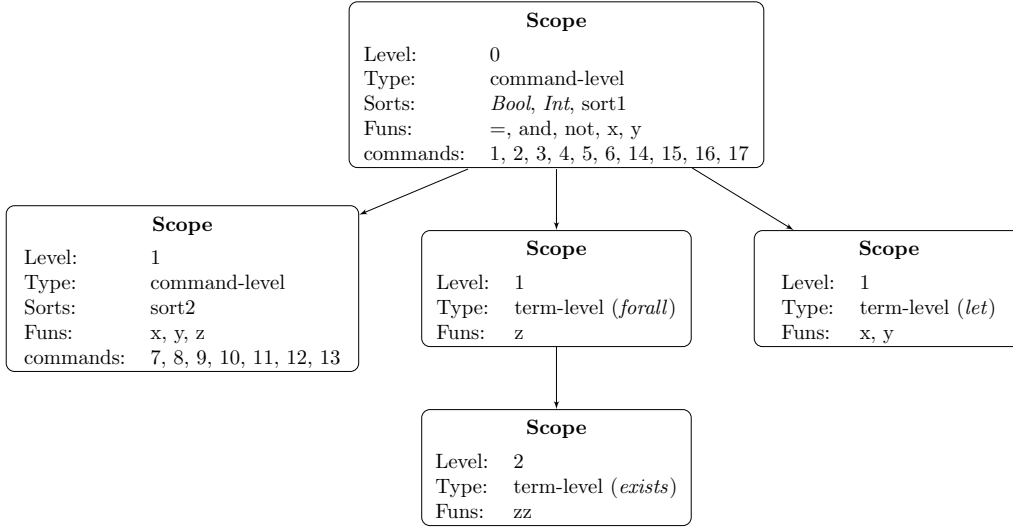 Scope
Level: 0
Type: command-level
Sorts: Bool, Int, sort1
Funs: =, and, not, x, y
commands: 1, 2, 3, 4, 5, 6, 14, 15, 16, 17
Scope
Level: 1
Type: command-level
Sorts: sort2
Funs: x, y, z
commands: 7, 8, 9, 10, 11, 12, 13
Scope
Level: 1
Type: term-level (forall)
Funs: z
Scope
Level: 1
Type: term-level (let)
Funs: x, y
Scope
Level: 2
Type: term-level (exists)
Funs: zz